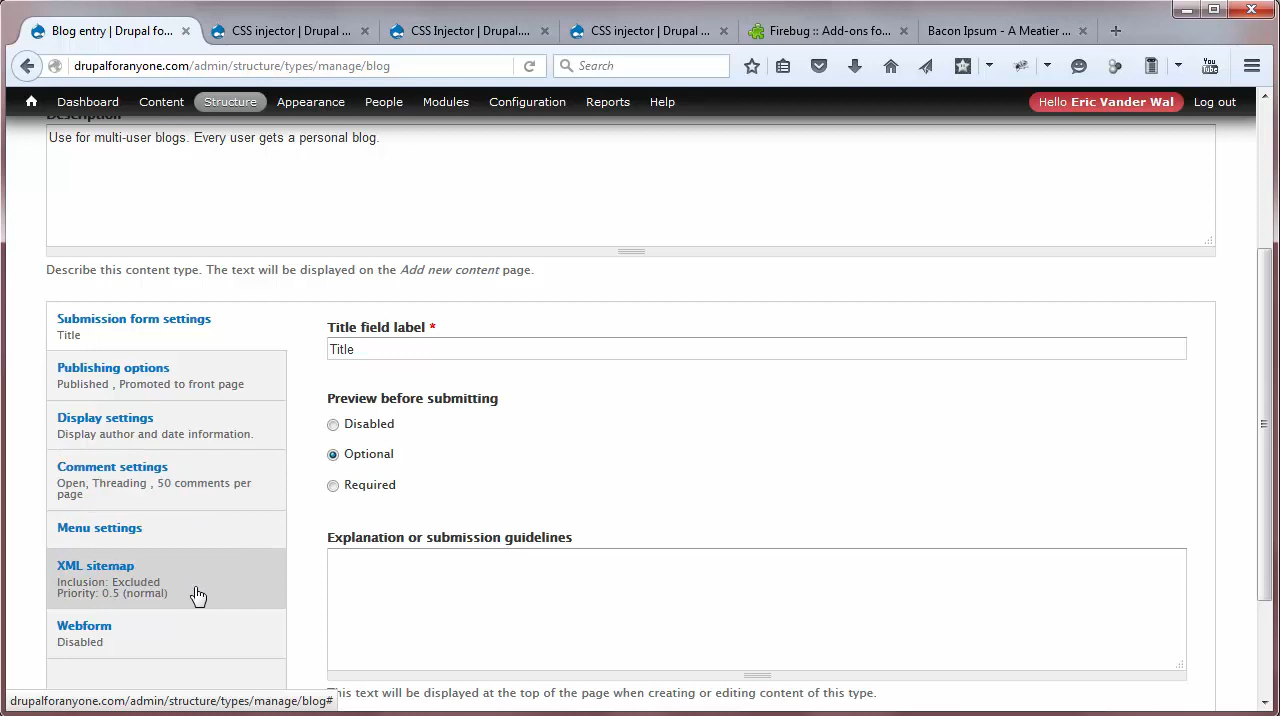 Blog entry | Drupal fo...
CSS injector | Drupal ...
CSS Injector | Drupal....
CSS injector | Drupal ...
Firebug :: Add-ons fo...
Bacon Ipsum - A Meatier ...
drupalforanyone.com/admin/structure/types/manage/blog
Search
You
Tube
Dashboard
Content
Structure
Appearance
People
Modules
Configuration
Reports
Help
Hello Eric Vander Wal
Log out
Description
Use for multi-user blogs. Every user gets a personal blog.
Describe this content type. The text will be displayed on the Add new content page.
Submission form settings
Title
Publishing options
Published , Promoted to front page
Display settings
Display author and date information.
Comment settings
Open, Threading , 50 comments per
page
Menu settings
XML sitemap
Inclusion: Excluded
Priority: 0.5 (normal)
Webform
Disabled
Title field label *
Title
Preview before submitting
Disabled
Optional
Required
Explanation or submission guidelines
This text will be displayed at the top of the page when creating or editing content of this type.
drupalforanyone.com/admin/structure/types/manage/blog#